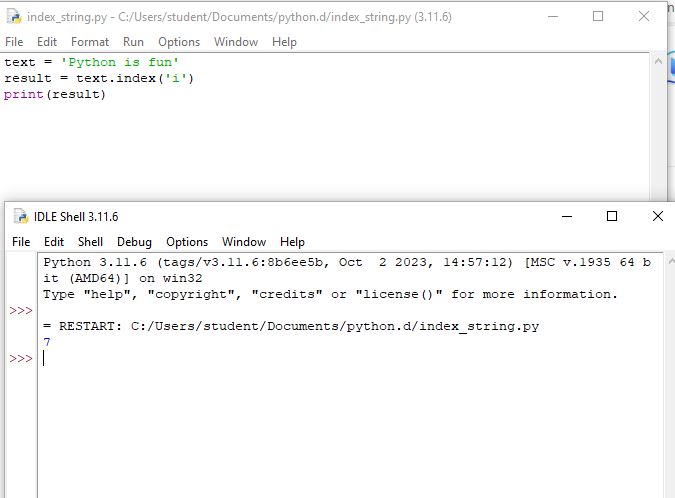 index_string.py - C:/Users/student/Documents/python.d/index_string.py (3.11.6)
File Edit Format Run Options Window Help
text = 'Python is fun'
result = text.index('i')
print(result)
IDLE Shell 3.11.6
File Edit Shell Debug Options Window Help
Python 3.11.6 (tags/v3.11.6:8b6ee5b, Oct  2 2023, 14:57:12) [MSC v.1935 64 b
it (AMD64)] on win32
Type "help", "copyright", "credits" or "license()" for more information.
>>>
= RESTART: C:/Users/student/Documents/python.d/index_string.py
7
>>>